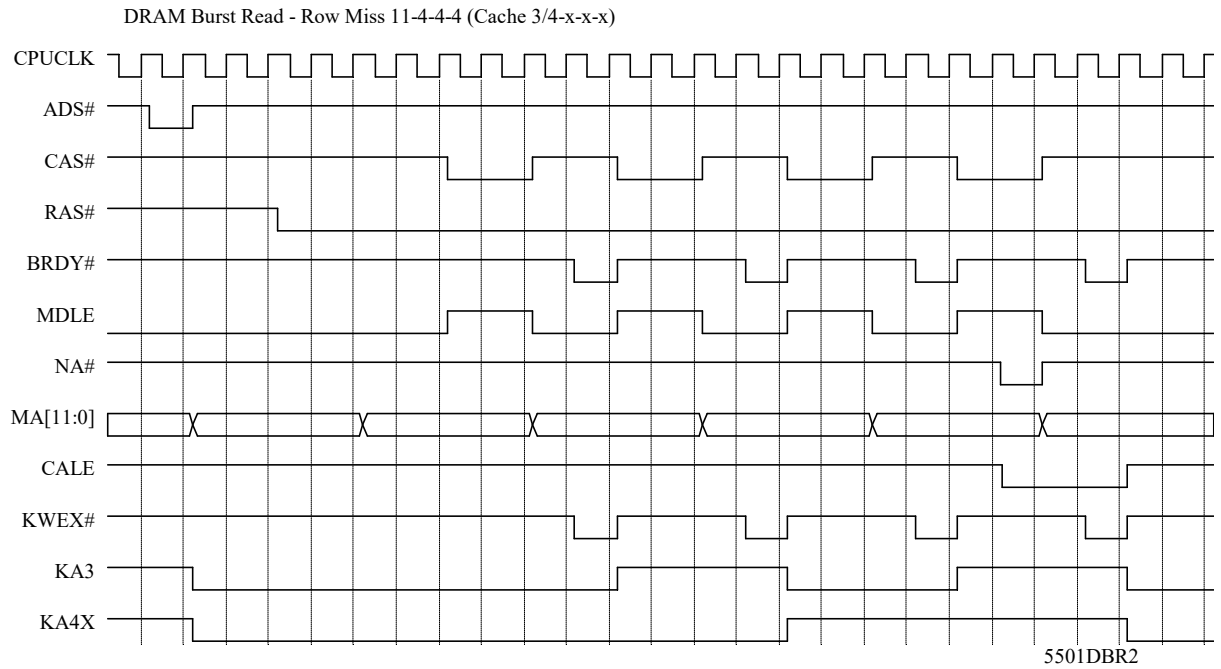 DRAM Burst Read - Row Miss 11-4-4-4 (Cache 3/4-x-x-x)
CPUCLK
ADS#
CAS#
RAS#
BRDY#
MDLE
NA#
MA[11:0]
CALE
KWEX#
KA3
KA4X
5501DBR2